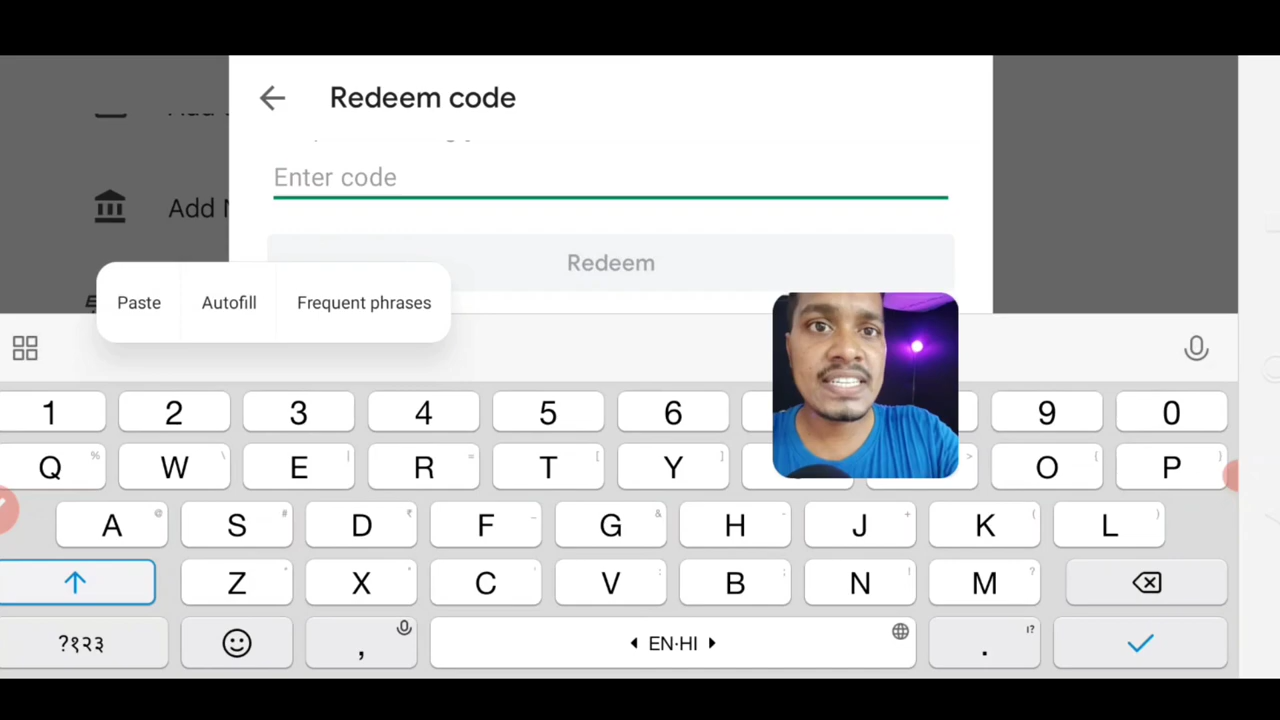 Redeem code
Enter code
Add
Redeem
Paste Autofill Frequent phrases
1 2 3 4 5 6 9 0
Q % W \ E | R = T [ Y ] > O { P }
A @ S # D ₹ F _ G & H - J + K ( L )
Z X C V : B ; N ! M ?
?१२३ , EN·HI . !?